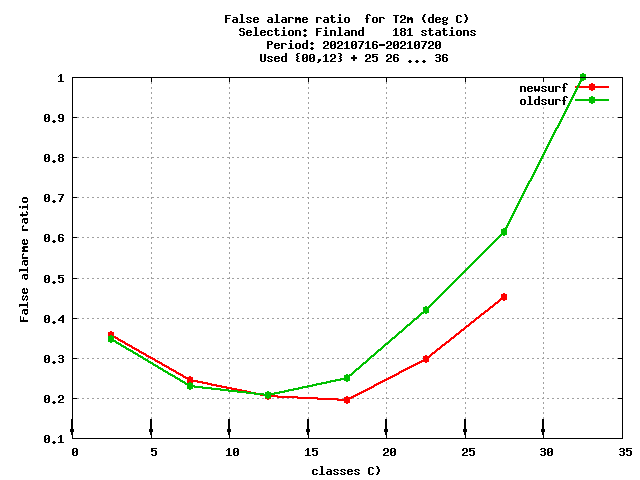 False alarme ratio  for T2m (deg C)
Selection: Finland    181 stations
Period: 20210716-20210720
Used {00,12} + 25 26 ... 36
newsurf
oldsurf
False alarme ratio
1
0.9
0.8
0.7
0.6
0.5
0.4
0.3
0.2
0.1
0 5 10 15 20 25 30 35
classes C)